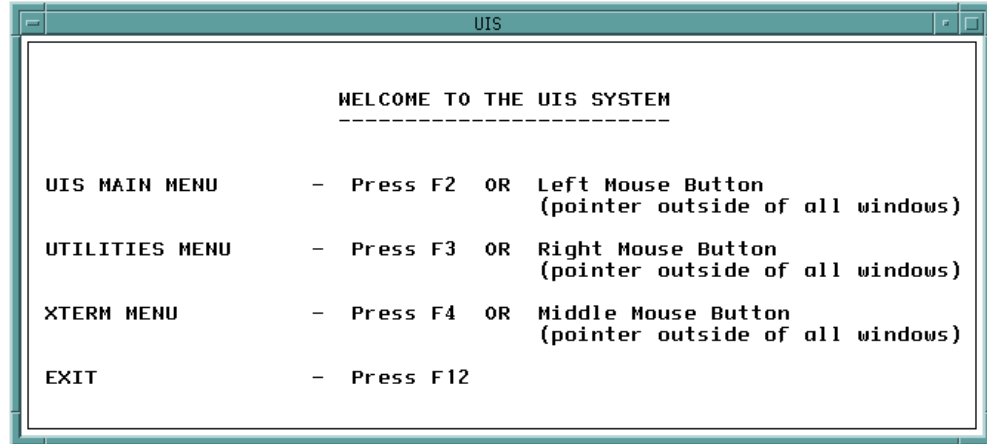 UIS
WELCOME TO THE UIS SYSTEM
-------------------------
UIS MAIN MENU - Press F2 OR Left Mouse Button
(pointer outside of all windows)
UTILITIES MENU - Press F3 OR Right Mouse Button
(pointer outside of all windows)
XTERM MENU - Press F4 OR Middle Mouse Button
(pointer outside of all windows)
EXIT - Press F12